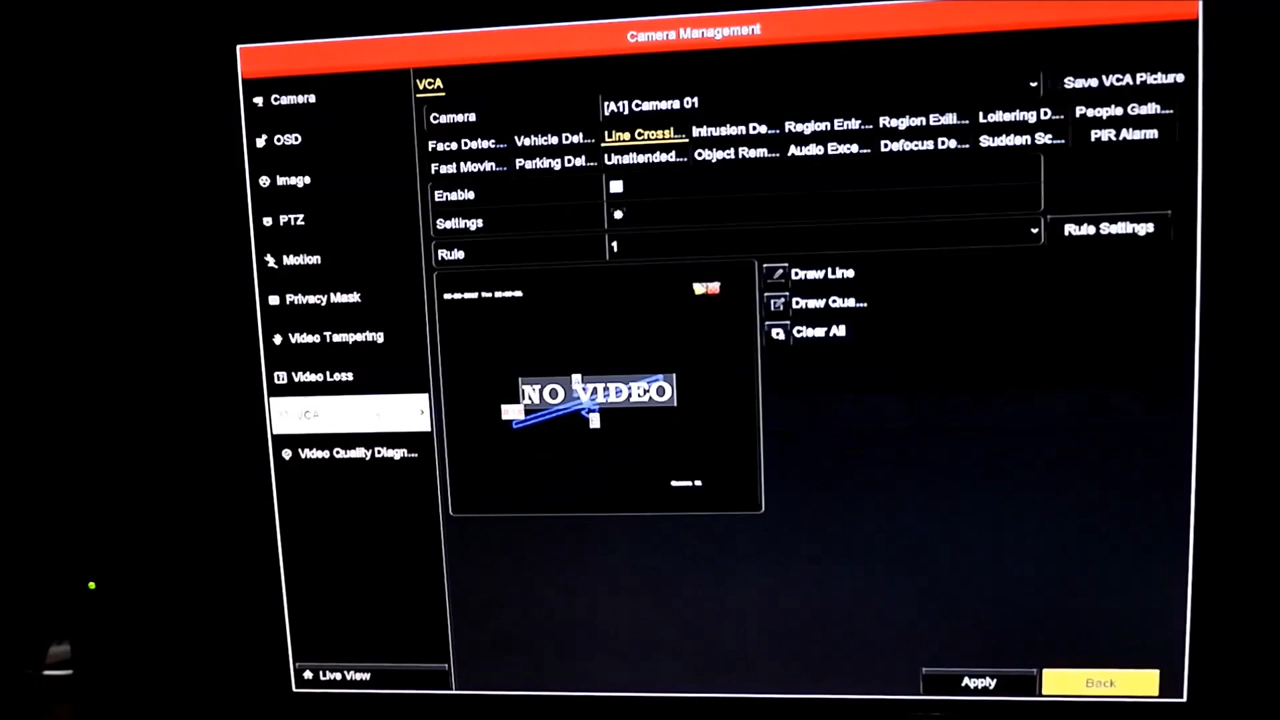 Camera Management
Camera
OSD
Image
PTZ
Motion
Privacy Mask
Video Tampering
Video Loss
VCA
Video Quality Diagn...
Live View
VCA
Save VCA Picture
Camera
[A1] Camera 01
Face Detec... Vehicle Det... Line Crossi... Intrusion De... Region Entr... Region Exiti... Loitering D... People Gath...
Fast Movin... Parking Det... Unattended... Object Rem... Audio Exce... Defocus De... Sudden Sc... PIR Alarm
Enable
Settings
Rule
1
Rule Settings
Draw Line
Draw Qua...
Clear All
NO VIDEO
Camera 01
Apply
Back